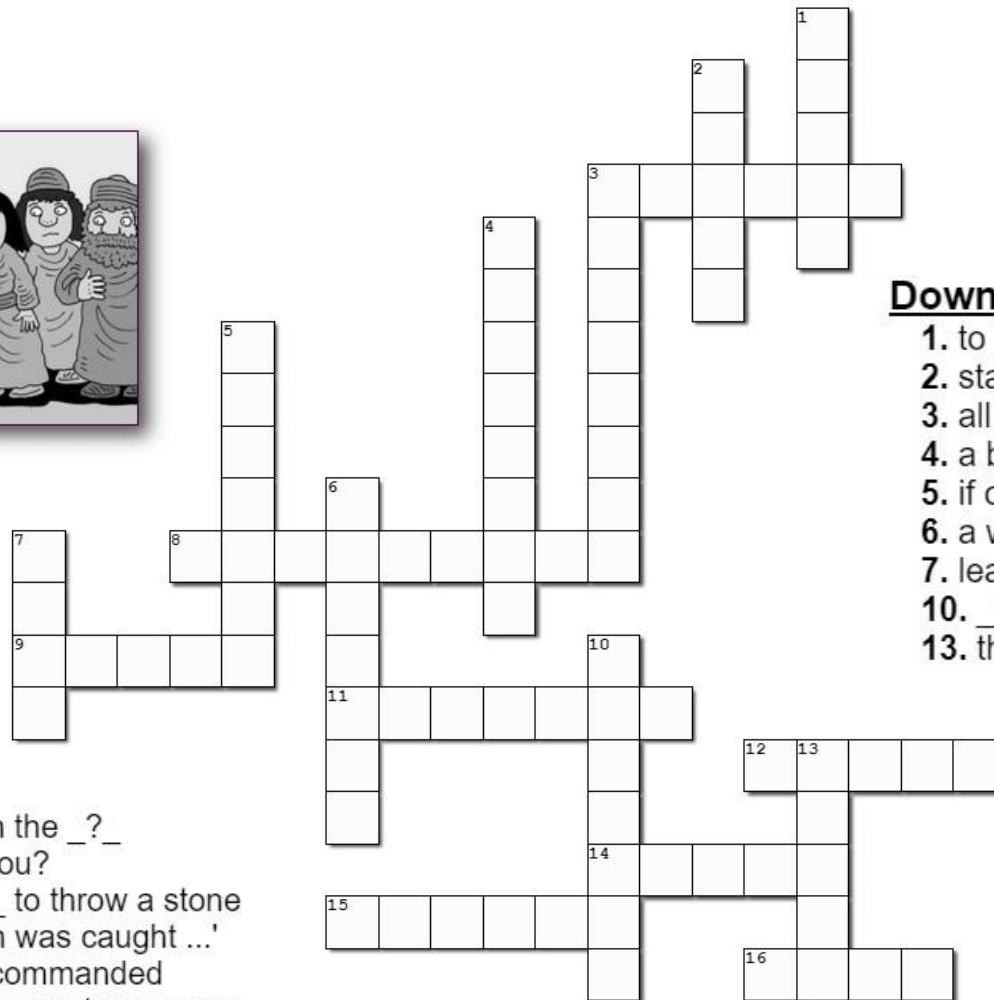 1
2
3
4
5
6
7
8
9
10
11
12 13
14
15
16
Down
1. to
2. sta
3. all
4. a b
5. if
6. a
7. lea
10. _
13. th
the _?_
ou?
to throw a stone
was caught ...'
commanded